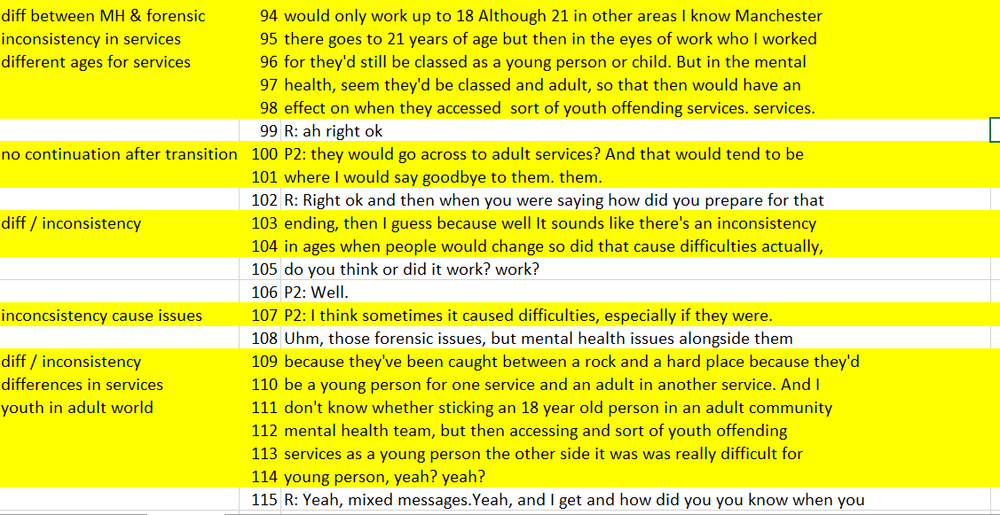 diff between MH & forensic 94 would only work up to 18 Although 21 in other areas I know Manchester
inconsistency in services 95 there goes to 21 years of age but then in the eyes of work who I worked
different ages for services 96 for they'd still be classed as a young person or child. But in the mental
97 health, seem they'd be classed and adult, so that then would have an
98 effect on when they accessed  sort of youth offending services. services.
99 R: ah right ok
no continuation after transition 100 P2: they would go across to adult services? And that would tend to be
101 where I would say goodbye to them. them.
102 R: Right ok and then when you were saying how did you prepare for that
diff / inconsistency 103 ending, then I guess because well It sounds like there's an inconsistency
104 in ages when people would change so did that cause difficulties actually,
105 do you think or did it work? work?
106 P2: Well.
inconcsistency cause issues 107 P2: I think sometimes it caused difficulties, especially if they were.
108 Uhm, those forensic issues, but mental health issues alongside them
diff / inconsistency 109 because they've been caught between a rock and a hard place because they'd
differences in services 110 be a young person for one service and an adult in another service. And I
youth in adult world 111 don't know whether sticking an 18 year old person in an adult community
112 mental health team, but then accessing and sort of youth offending
113 services as a young person the other side it was was really difficult for
114 young person, yeah? yeah?
115 R: Yeah, mixed messages.Yeah, and I get and how did you you know when you